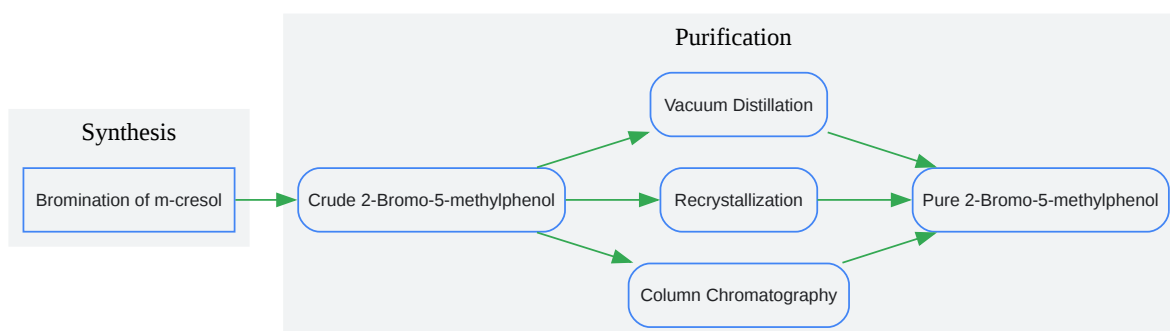 Purification
Synthesis
Vacuum Distillation
Bromination of m-cresol
Crude 2-Bromo-5-methylphenol
Recrystallization
Pure 2-Bromo-5-methylphenol
Column Chromatography